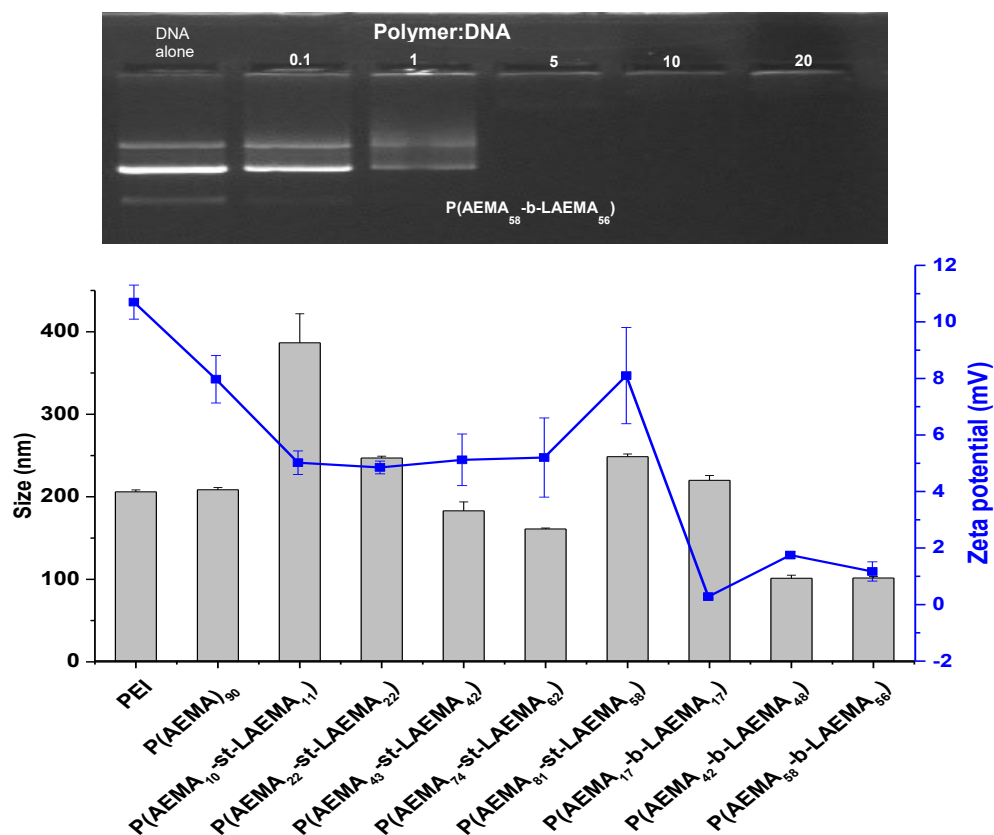 DNA
alone
Polymer:DNA
0.1 1 5 10 20
P(AEMA58-b-LAEMA56)
Size (nm)
400
300
200
100
0
Zeta potential (mV)
12
10
8
6
4
2
0
-2
PEI
P(AEMA)90
P(AEMA10-st-LAEMA11)
P(AEMA22-st-LAEMA22)
P(AEMA43-st-LAEMA42)
P(AEMA74-st-LAEMA62)
P(AEMA81-st-LAEMA58)
P(AEMA17-b-LAEMA17)
P(AEMA42-b-LAEMA48)
P(AEMA58-b-LAEMA56)